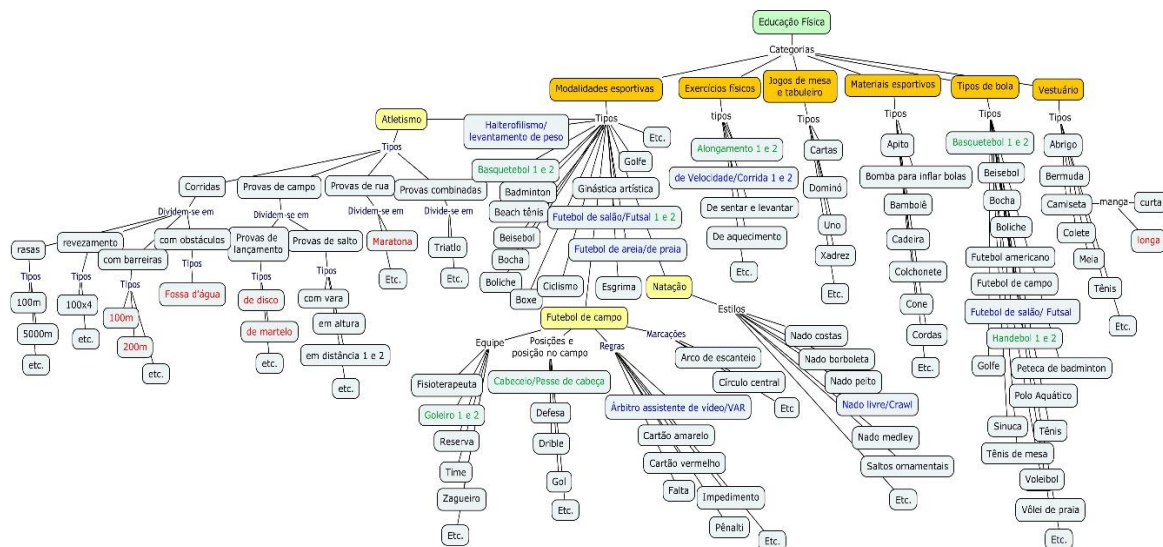 Educação Física
Categorias
Modalidades esportivas
Exercícios físicos
Jogos de mesa
e tabuleiro
Materiais esportivos
Tipos de bola
Vestuário
Tipos
tipos
Tipos
Tipos
Tipos
Tipos
Atletismo
Halterofilismo/
levantamento de peso
Etc.
Golfe
Basquetebol 1 e 2
Badminton
Beach tênis
Beisebol
Bocha
Boliche
Boxe
Ciclismo
Ginástica artística
Futebol de salão/Futsal 1 e 2
Futebol de areia/de praia
Esgrima
Natação
Futebol de campo
Tipos
Corridas
Provas de campo
Provas de rua
Provas combinadas
Dividem-se em
Dividem-se em
Dividem-se em
Divide-se em
rasas
revezamento
com barreiras
com obstáculos
Provas de
lançamento
Provas de salto
Maratona
Etc.
Triatlo
Etc.
Tipos
100m
5000m
etc.
Tipos
100x4
etc.
Tipos
100m
200m
etc.
Tipos
Fossa d'água
Tipos
de disco
de martelo
etc.
Tipos
com vara
em altura
em distância 1 e 2
etc.
Equipe
Fisioterapeuta
Goleiro 1 e 2
Reserva
Time
Zagueiro
Etc.
Posições e
posição no campo
Cabeceio/Passe de cabeça
Defesa
Drible
Gol
Etc.
Regras
Árbitro assistente de vídeo/VAR
Cartão amarelo
Cartão vermelho
Falta
Impedimento
Pênalti
Etc.
Marcações
Arco de escanteio
Círculo central
Etc
Estilos
Nado costas
Nado borboleta
Nado peito
Nado livre/Crawl
Nado medley
Saltos ornamentais
Etc.
Alongamento 1 e 2
de Velocidade/Corrida 1 e 2
De sentar e levantar
De aquecimento
Etc.
Cartas
Dominó
Uno
Xadrez
Etc.
Apito
Bomba para inflar bolas
Bambolê
Cadeira
Colchonete
Cone
Cordas
Etc.
Basquetebol 1 e 2
Beisebol
Bocha
Boliche
Futebol americano
Futebol de campo
Futebol de salão/ Futsal
Handebol 1 e 2
Golfe
Peteca de badminton
Polo Aquático
Sinuca
Tênis
Tênis de mesa
Voleibol
Vôlei de praia
Etc.
Abrigo
Bermuda
Camiseta
manga
curta
longa
Colete
Meia
Tênis
Etc.